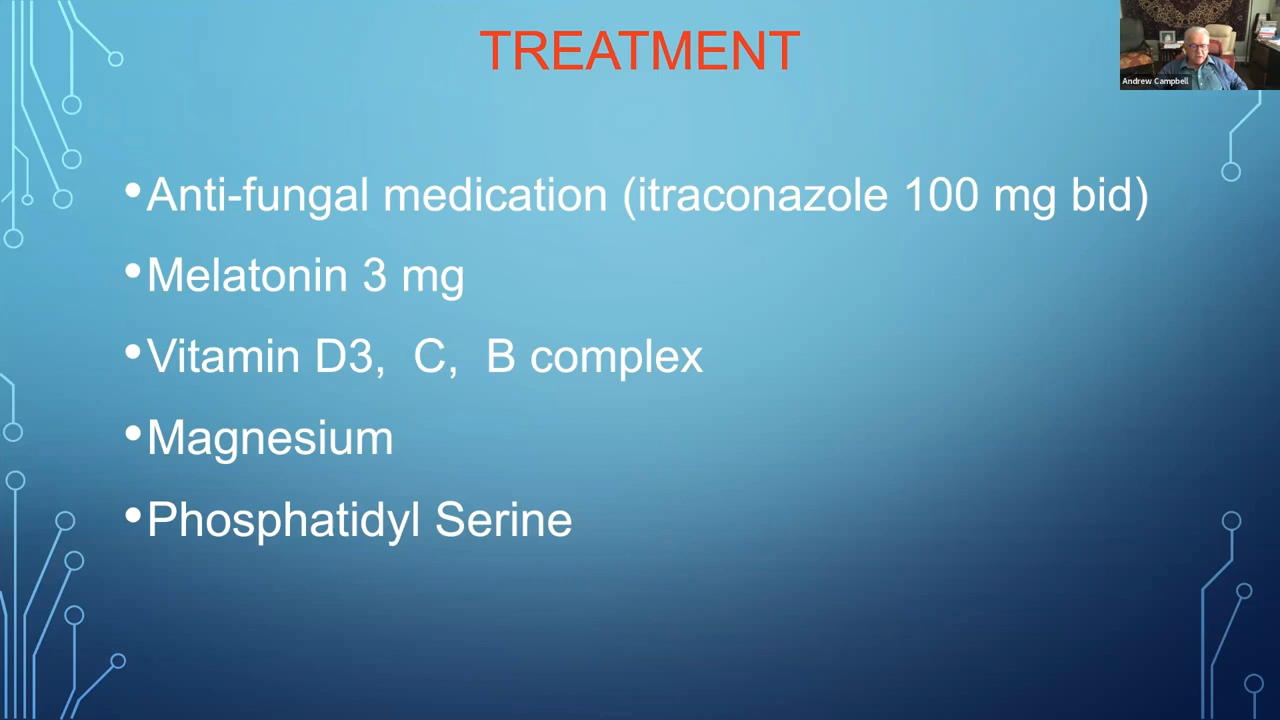 TREATMENT
Andrew Campbell
•Anti-fungal medication (itraconazole 100 mg bid)
•Melatonin 3 mg
•Vitamin D3,  C,  B complex
•Magnesium
•Phosphatidyl Serine